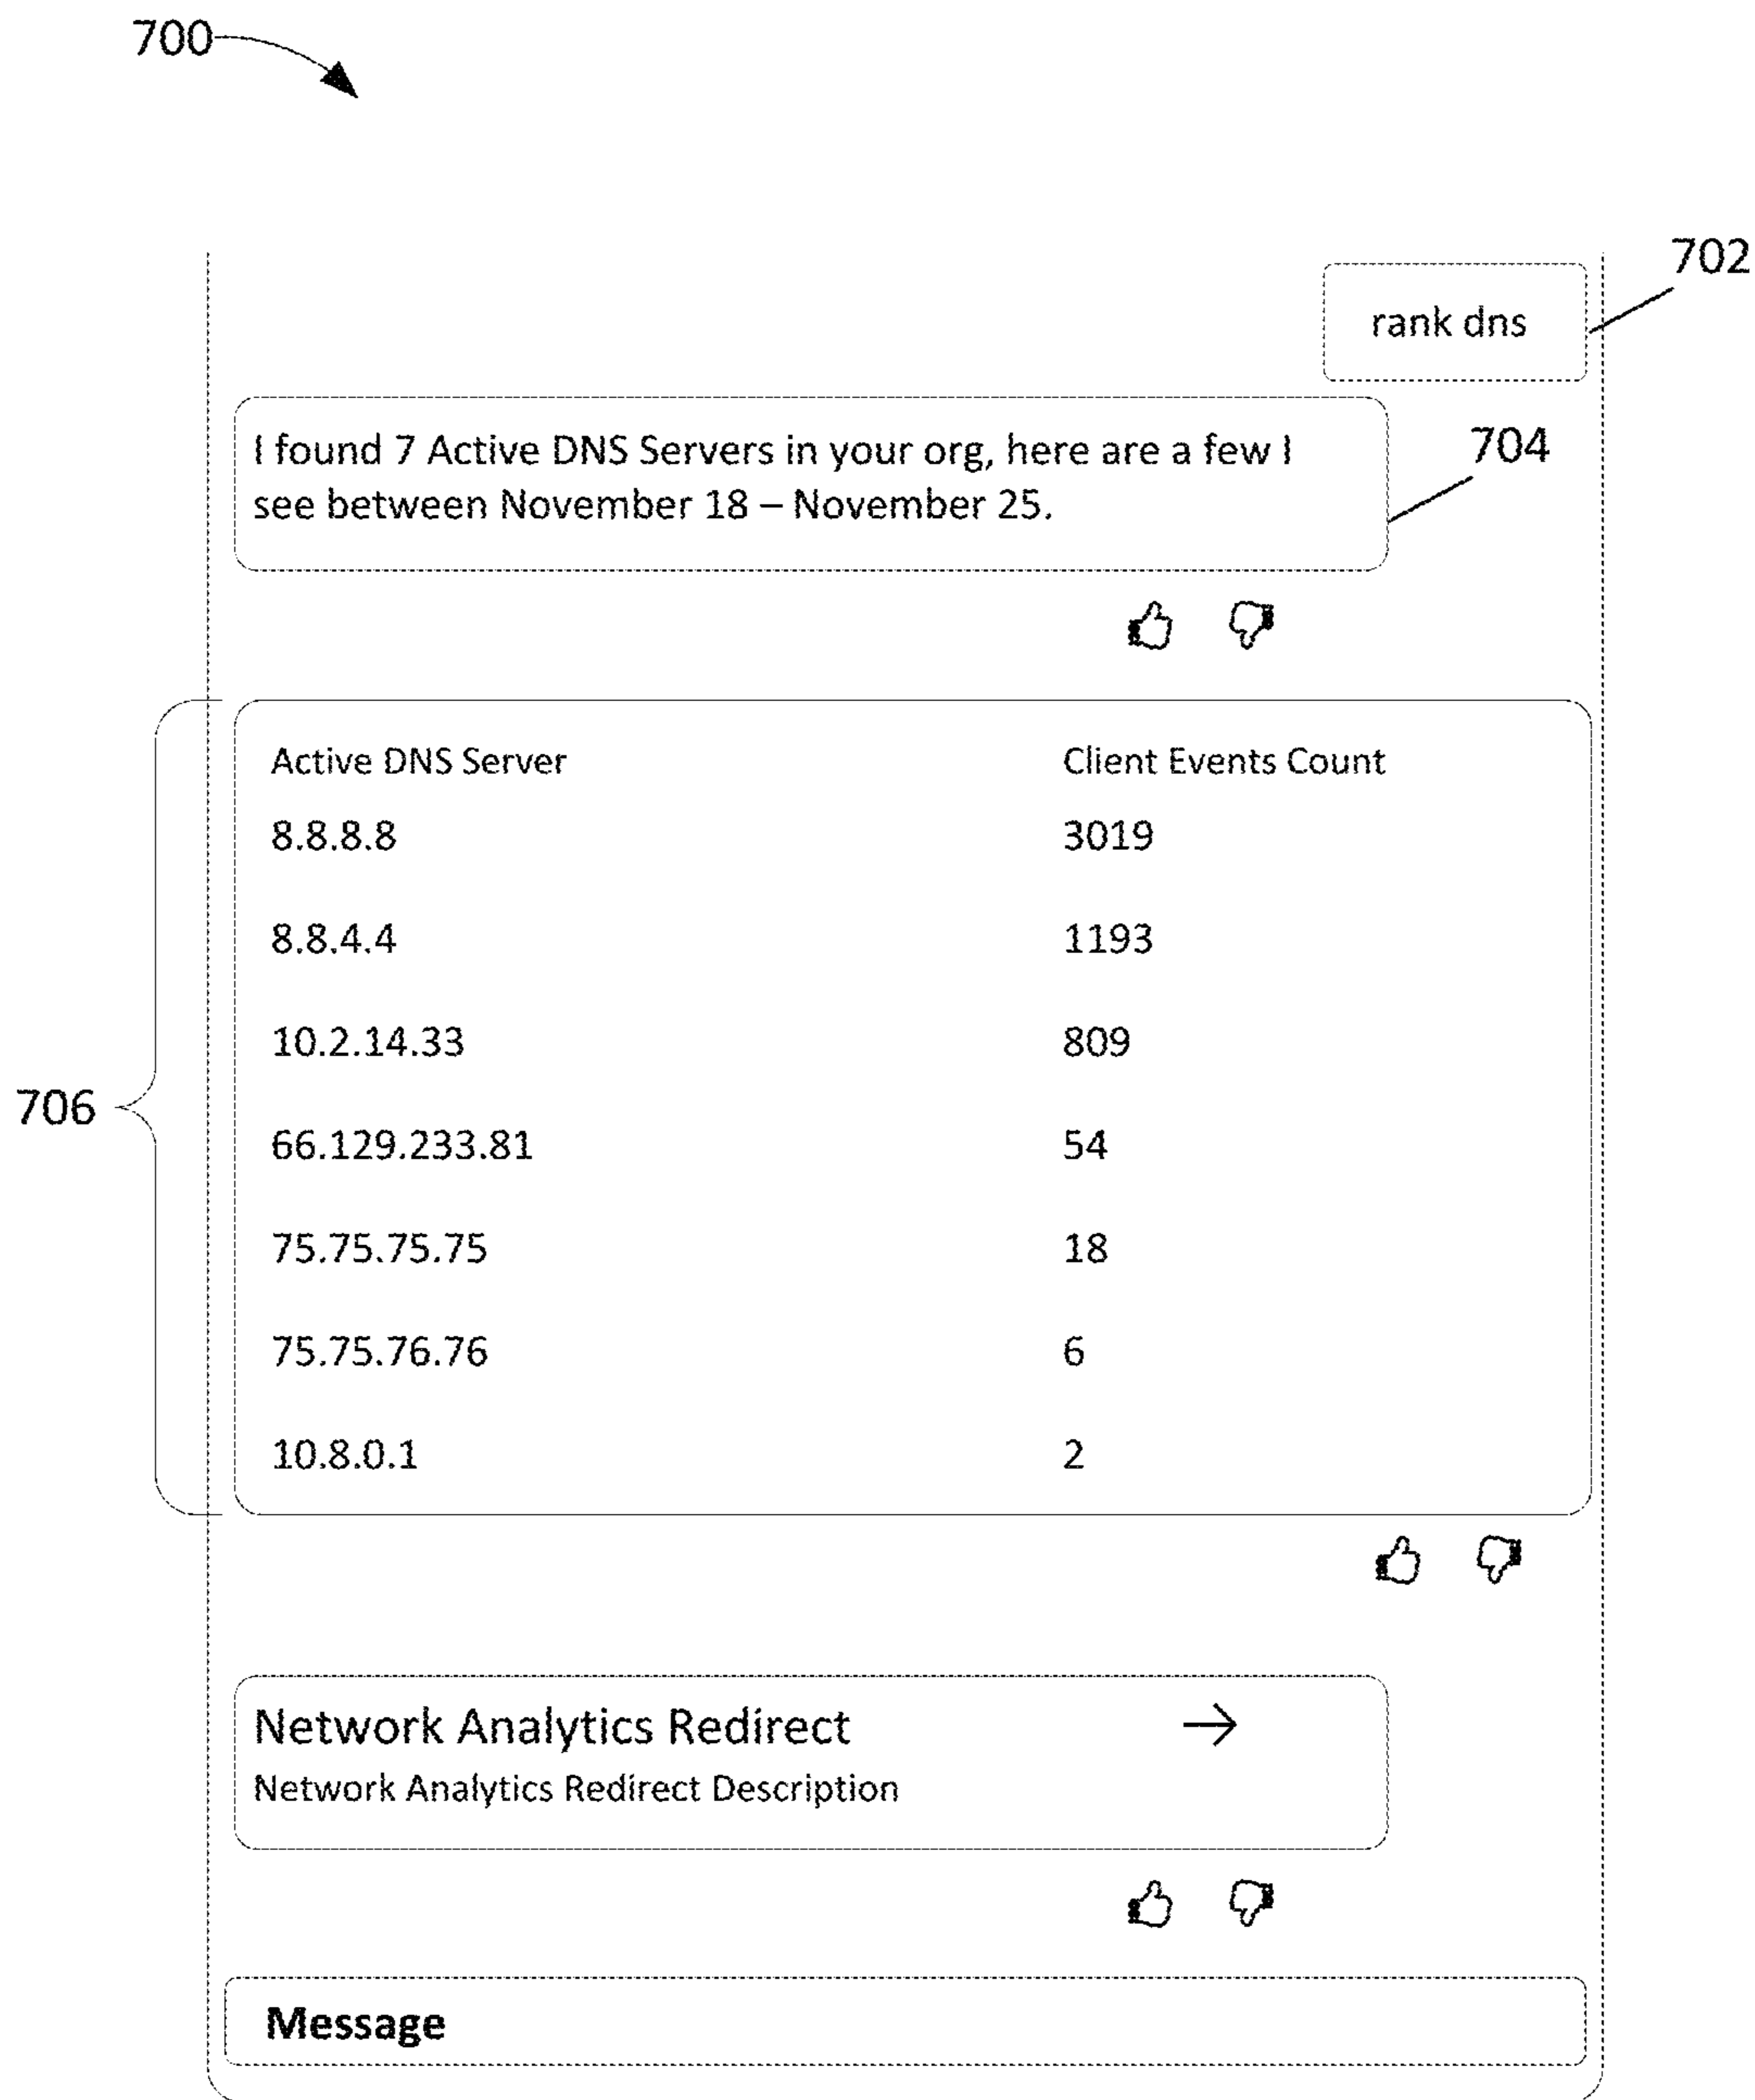 700
702
rank dns
I found 7 Active DNS Servers in your org, here are a few I
see between November 18 – November 25.
704
706
Active DNS Server Client Events Count
8.8.8.8 3019
8.8.4.4 1193
10.2.14.33 809
66.129.233.81 54
75.75.75.75 18
75.75.76.76 6
10.8.0.1 2
Network Analytics Redirect →
Network Analytics Redirect Description
Message